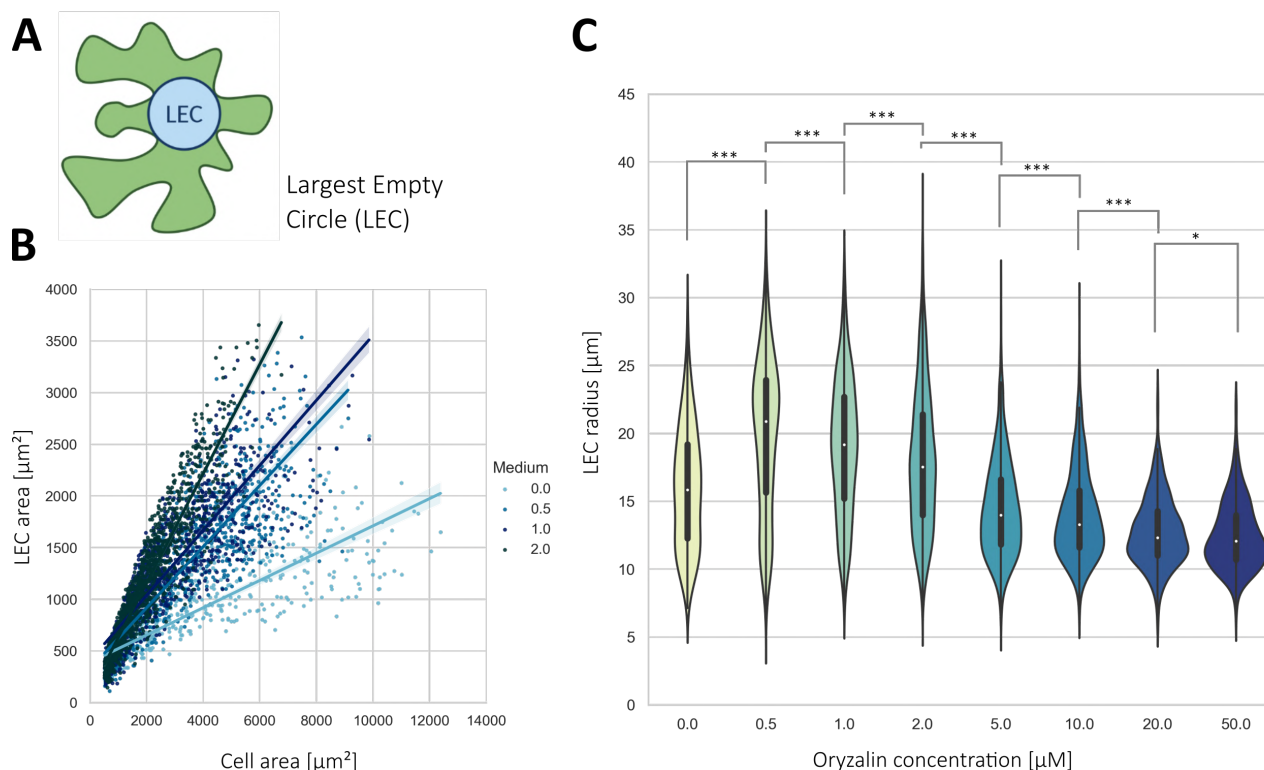 A
LEC
Largest Empty
Circle (LEC)
B
LEC area [µm²]
4000
3500
3000
2500
2000
1500
1000
500
0
0 2000 4000 6000 8000 10000 12000 14000
Cell area [µm²]
Medium
0.0
0.5
1.0
2.0
C
LEC radius [µm]
45
40
35
30
25
20
15
10
5
0
*** *** *** *** *** *** *
0.0 0.5 1.0 2.0 5.0 10.0 20.0 50.0
Oryzalin concentration [µM]